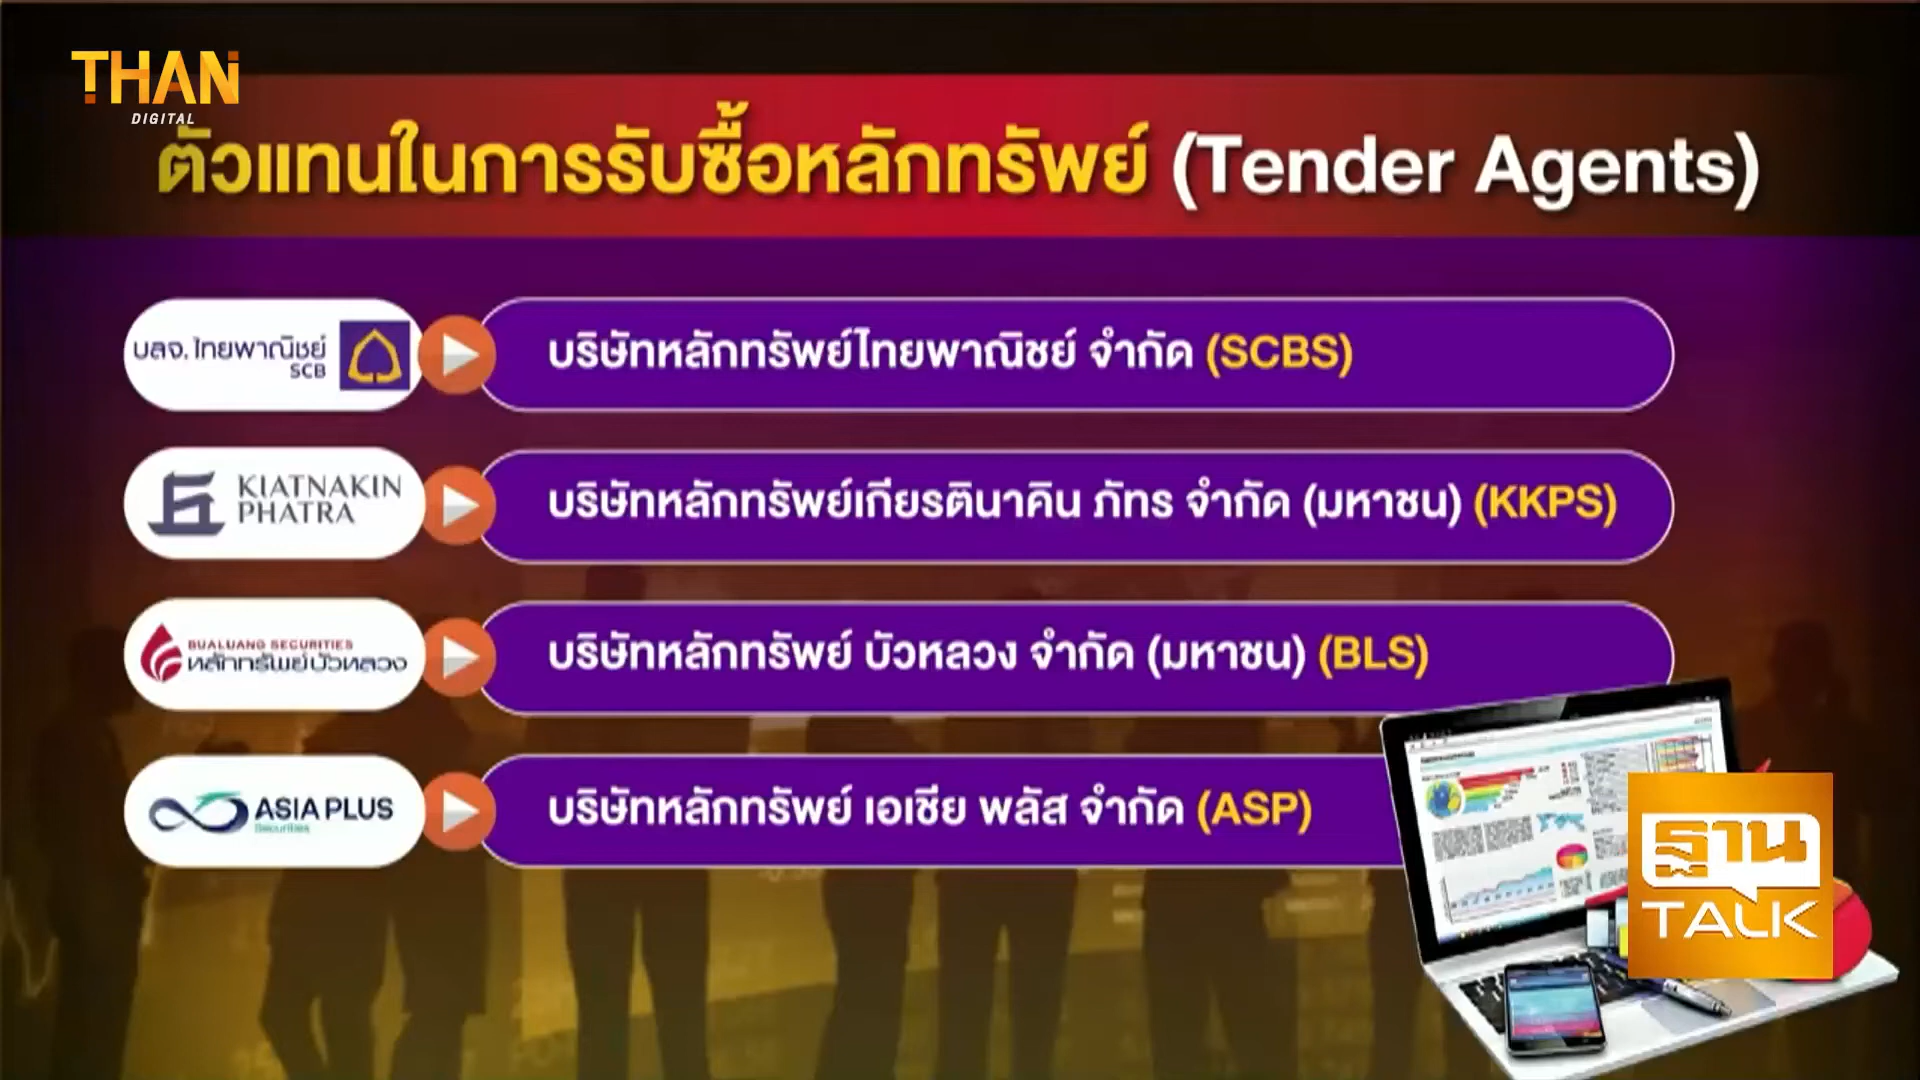 THAN
DIGITAL
ตัวแทนในการรับซื้อหลักทรัพย์ (Tender Agents)
บลจ. ไทยพาณิชย์
SCB
บริษัทหลักทรัพย์ไทยพาณิชย์ จำกัด (SCBS)
KIATNAKIN
PHATRA
บริษัทหลักทรัพย์เกียรตินาคิน ภัทร จำกัด (มหาชน) (KKPS)
BUALUANG SECURITIES
หลักทรัพย์บัวหลวง
บริษัทหลักทรัพย์ บัวหลวง จำกัด (มหาชน) (BLS)
ASIA PLUS
Securities
บริษัทหลักทรัพย์ เอเชีย พลัส จำกัด (ASP)
ฐาน
TALK